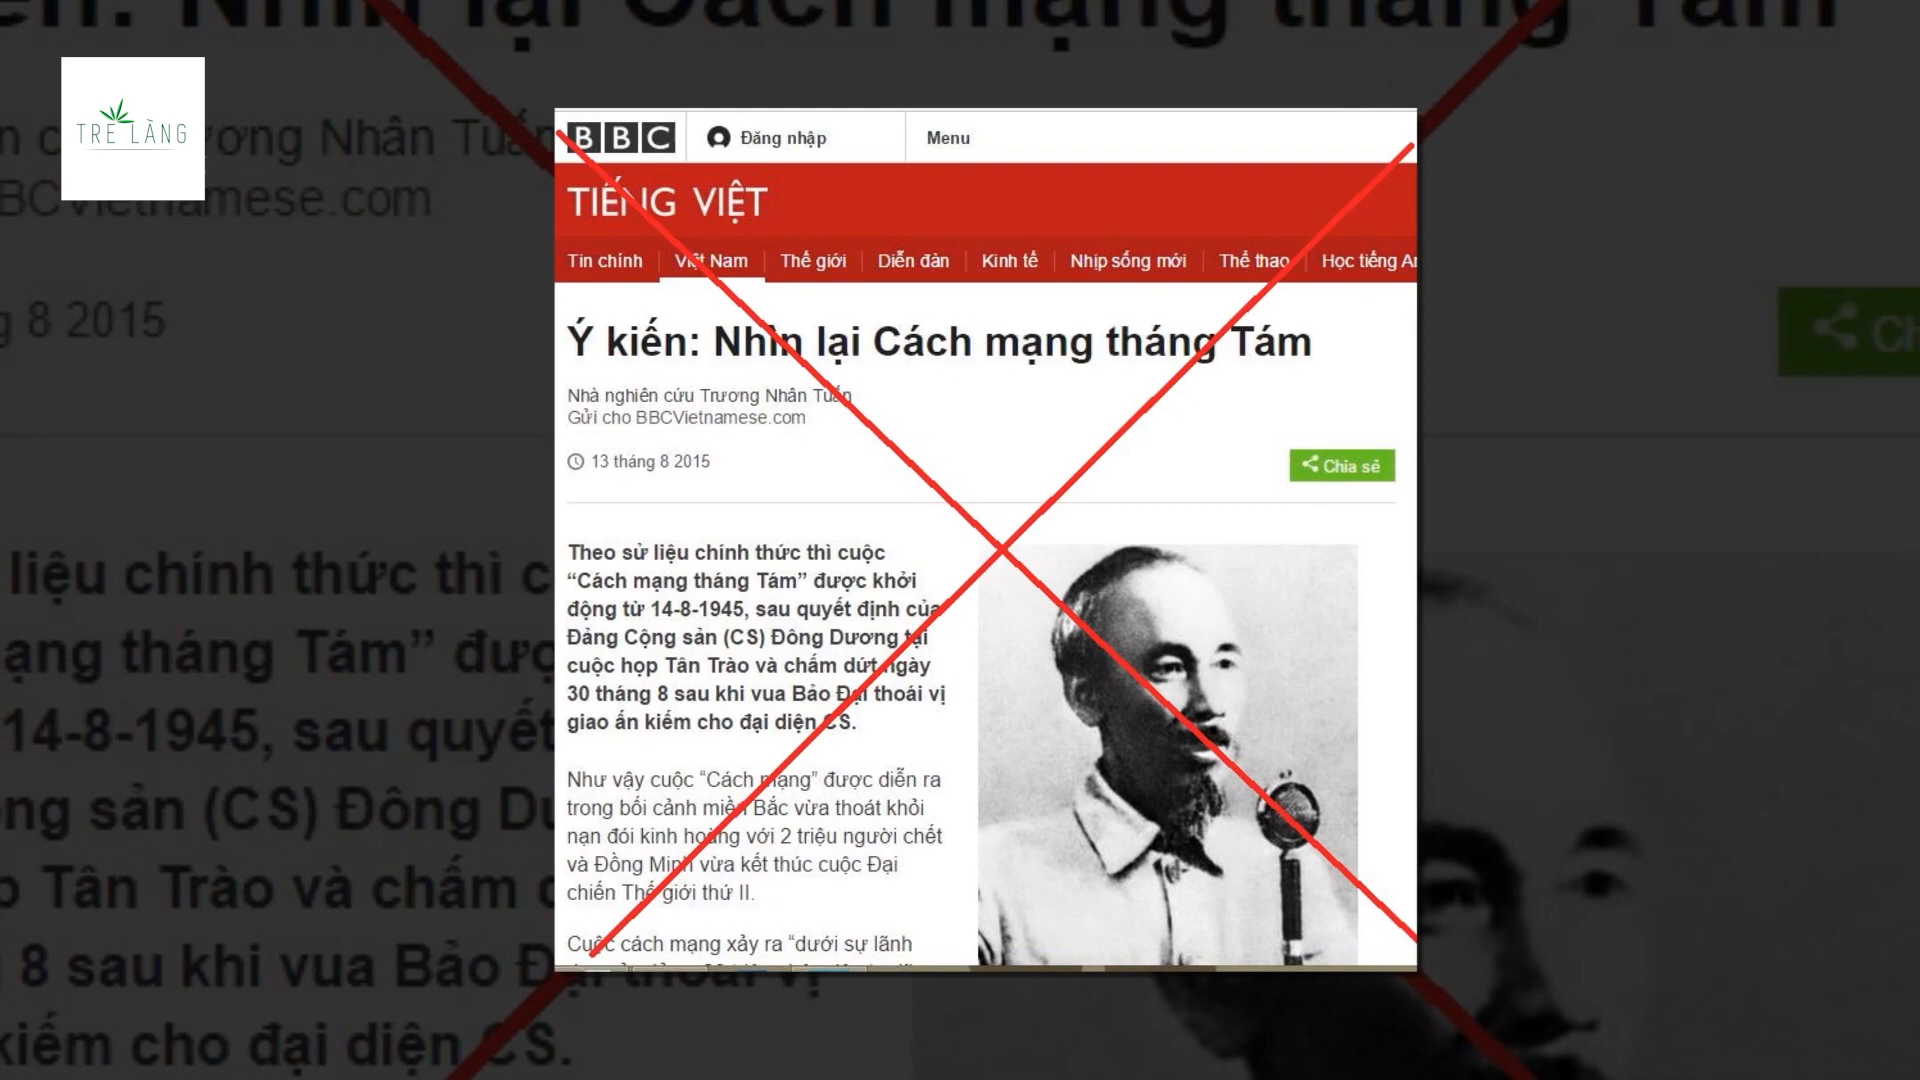 TRE LÀNG
BBC
Đăng nhập
Menu
TIẾNG VIỆT
Tin chính
Việt Nam
Thế giới
Diễn đàn
Kinh tế
Nhịp sống mới
Thể thao
Học tiếng An
Ý kiến: Nhìn lại Cách mạng tháng Tám
Nhà nghiên cứu Trương Nhân Tuấn
Gửi cho BBCVietnamese.com
13 tháng 8 2015
Chia sẻ
Theo sử liệu chính thức thì cuộc
“Cách mạng tháng Tám” được khởi
động từ 14-8-1945, sau quyết định của
Đảng Cộng sản (CS) Đông Dương tại
cuộc họp Tân Trào và chấm dứt ngày
30 tháng 8 sau khi vua Bảo Đại thoái vị
giao ấn kiếm cho đại diện CS.
Như vậy cuộc “Cách mạng” được diễn ra
trong bối cảnh miền Bắc vừa thoát khỏi
nạn đói kinh hoàng với 2 triệu người chết
và Đồng Minh vừa kết thúc cuộc Đại
chiến Thế giới thứ II.
Cuộc cách mạng xảy ra “dưới sự lãnh